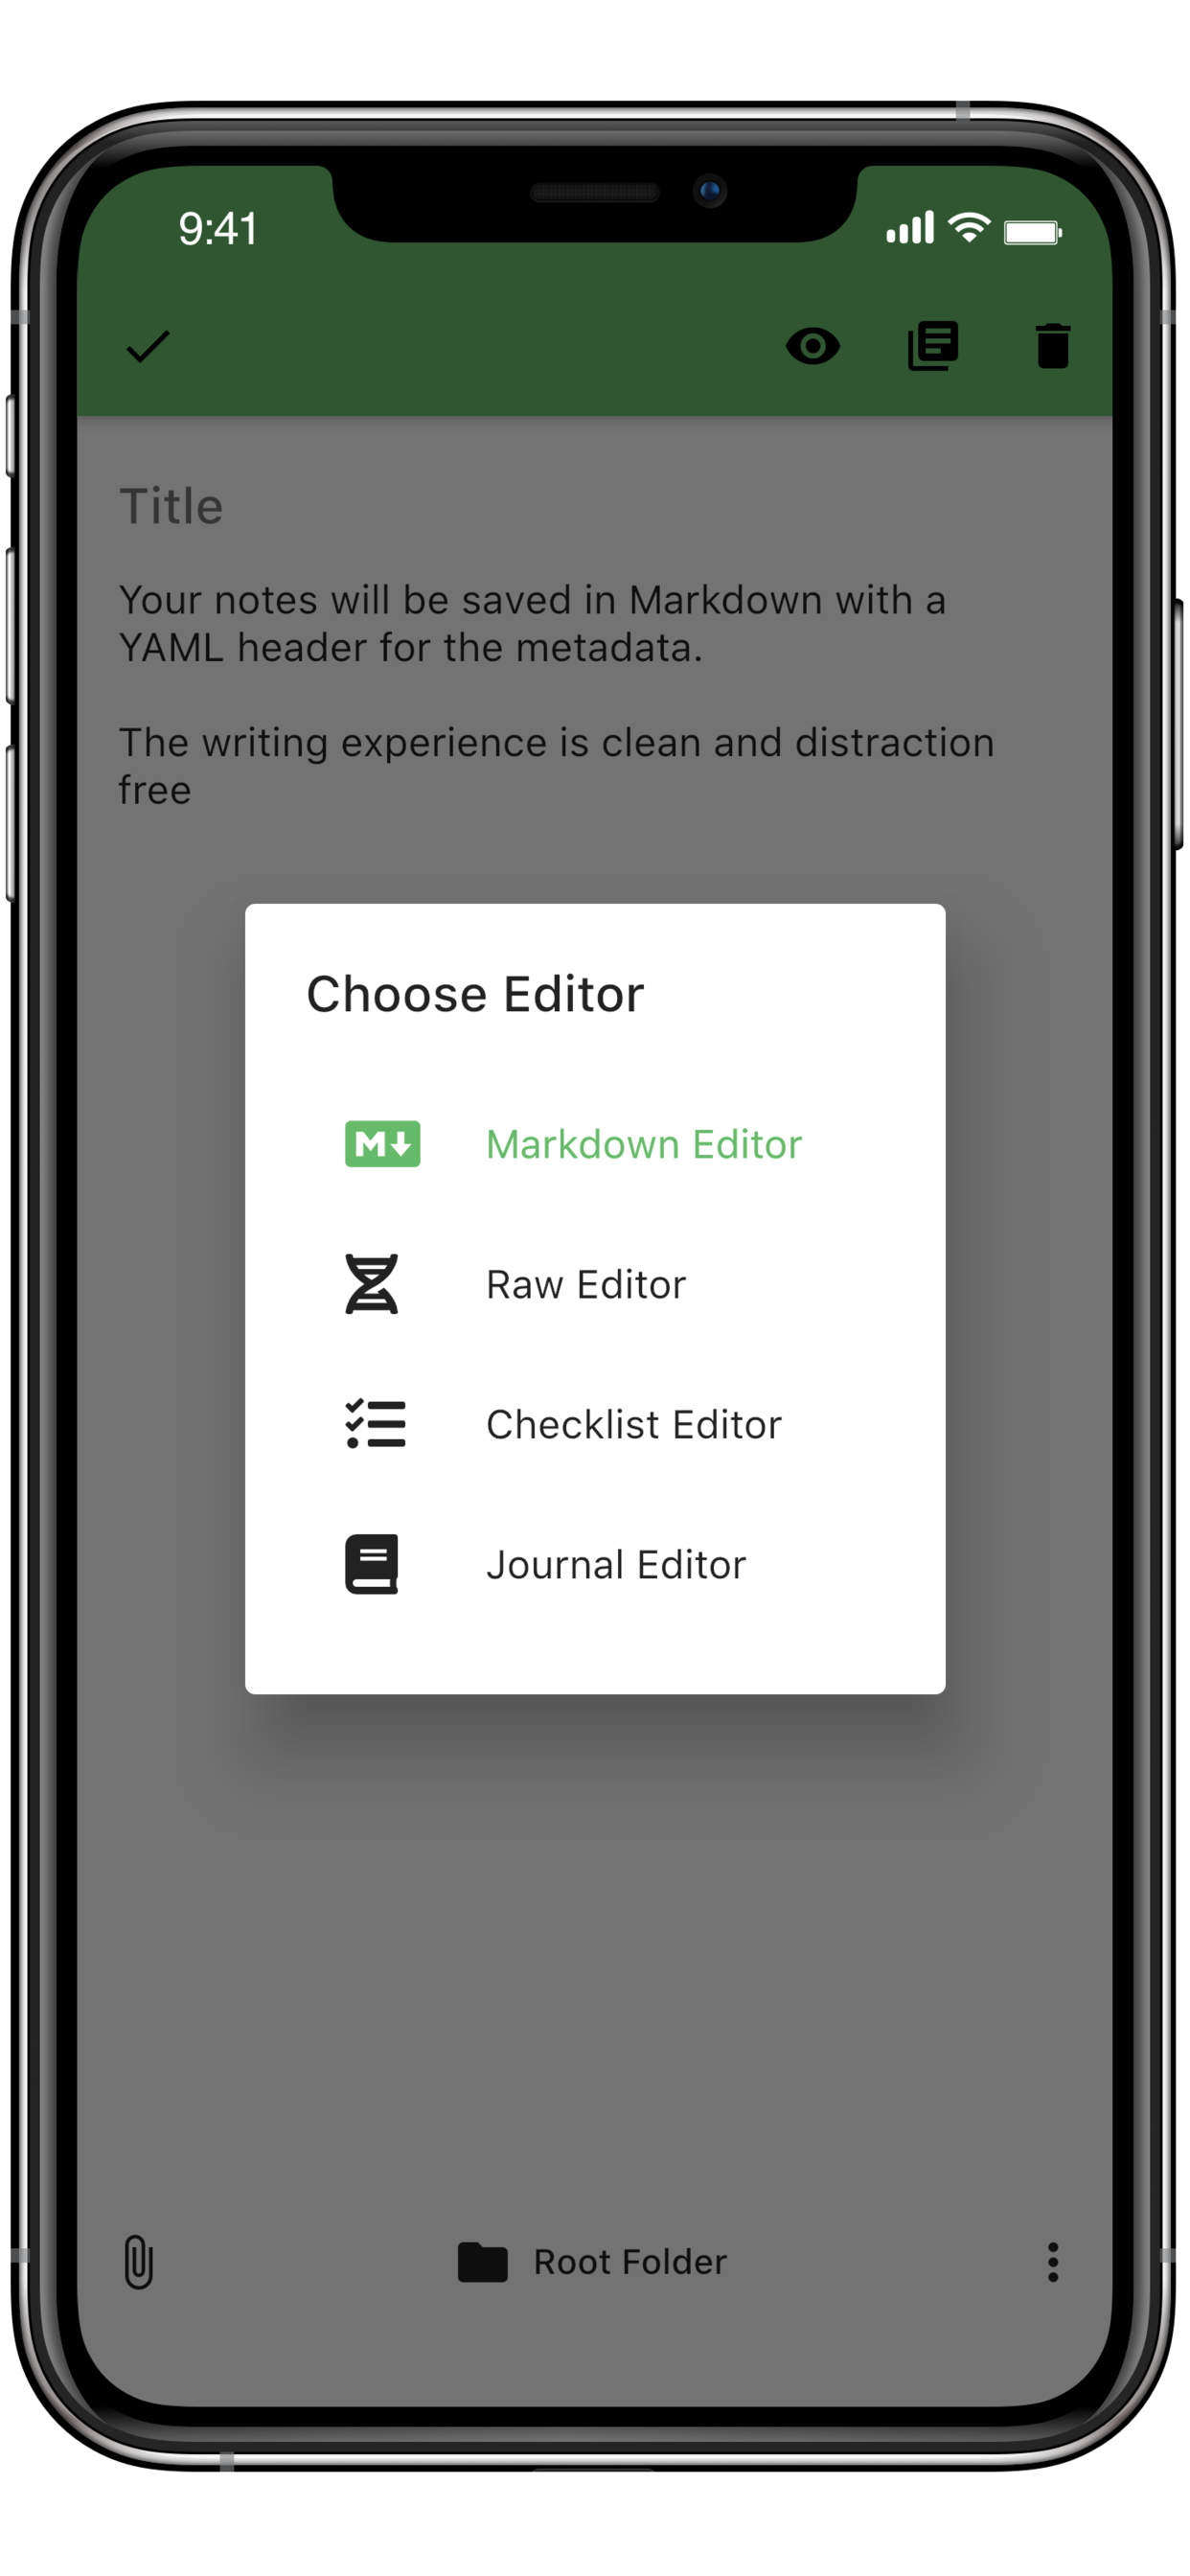 9:41
Title
Your notes will be saved in Markdown with a
YAML header for the metadata.
The writing experience is clean and distraction
free
Choose Editor
M Markdown Editor
Raw Editor
Checklist Editor
Journal Editor
Root Folder